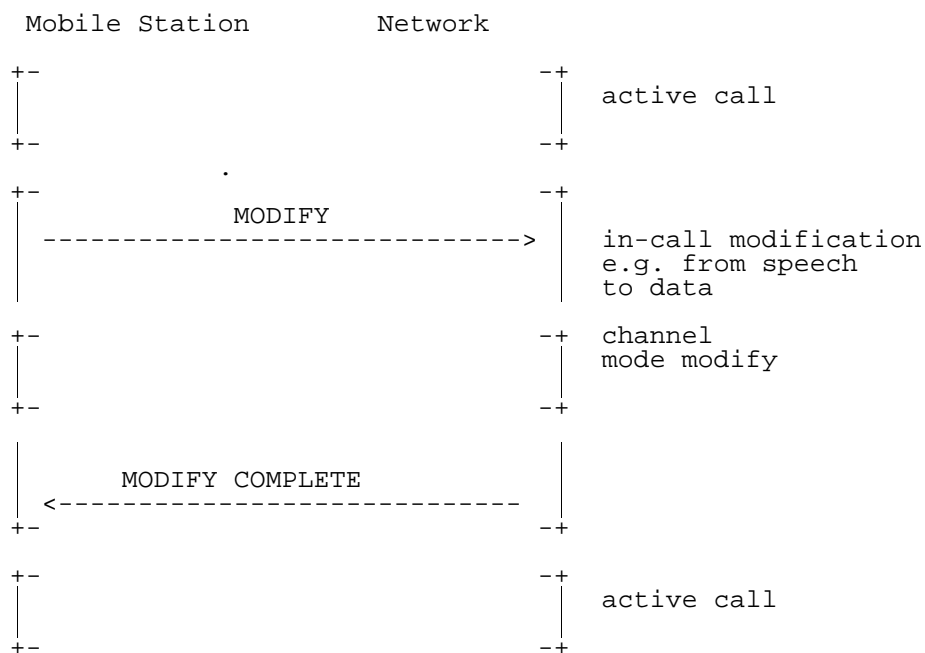 Mobile Station Network
+- -+
active call
+- -+
.
+- -+
MODIFY
------------------------------> in-call modification
e.g. from speech
to data
+- -+ channel
mode modify
+- -+
MODIFY COMPLETE
<-----------------------------
+- -+
+- -+
active call
+- -+